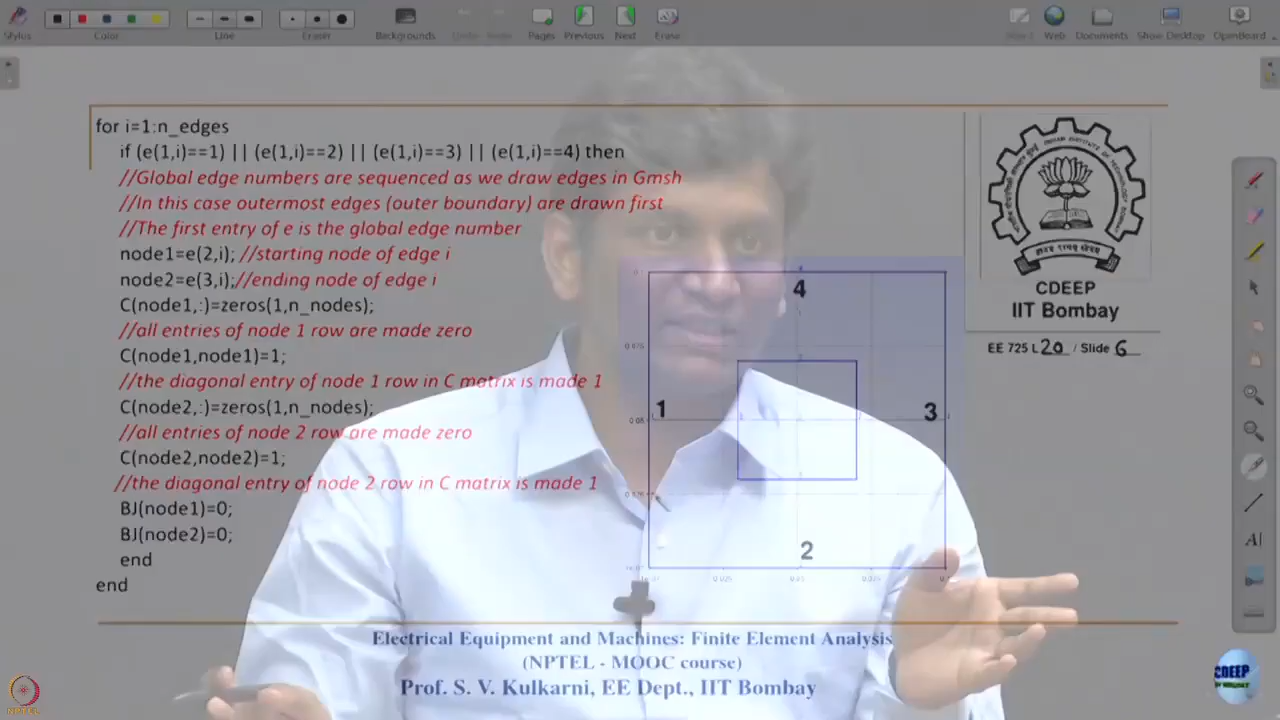 Stylus
Color
Line
Eraser
Backgrounds
Undo
Pages
Previous
Next
Erase
Web
Documents
Show Desktop
OpenBoard
for i=1:n_edges
if (e(1,i)==1) || (e(1,i)==2) || (e(1,i)==3) || (e(1,i)==4) then
//Global edge numbers are sequenced as we draw edges in Gmsh
//In this case outermost edges (outer boundary) are drawn first
//The first entry of e is the global edge number
node1=e(2,i); //starting node of edge i
node2=e(3,i);//ending node of edge i
C(node1,:)=zeros(1,n_nodes);
//all entries of node 1 row are made zero
C(node1,node1)=1;
//the diagonal entry of node 1 row in C matrix is made 1
C(node2,:)=zeros(1,n_nodes);
//all entries of node 2 row are made zero
C(node2,node2)=1;
//the diagonal entry of node 2 row in C matrix is made 1
BJ(node1)=0;
BJ(node2)=0;
end
end
4
1
3
2
CDEEP
IIT Bombay
EE 725 L 20 / Slide 6
Electrical Equipment and Machines: Finite Element Analysis
(NPTEL - MOOC course)
Prof. S. V. Kulkarni, EE Dept., IIT Bombay
NPTEL
CDEEP